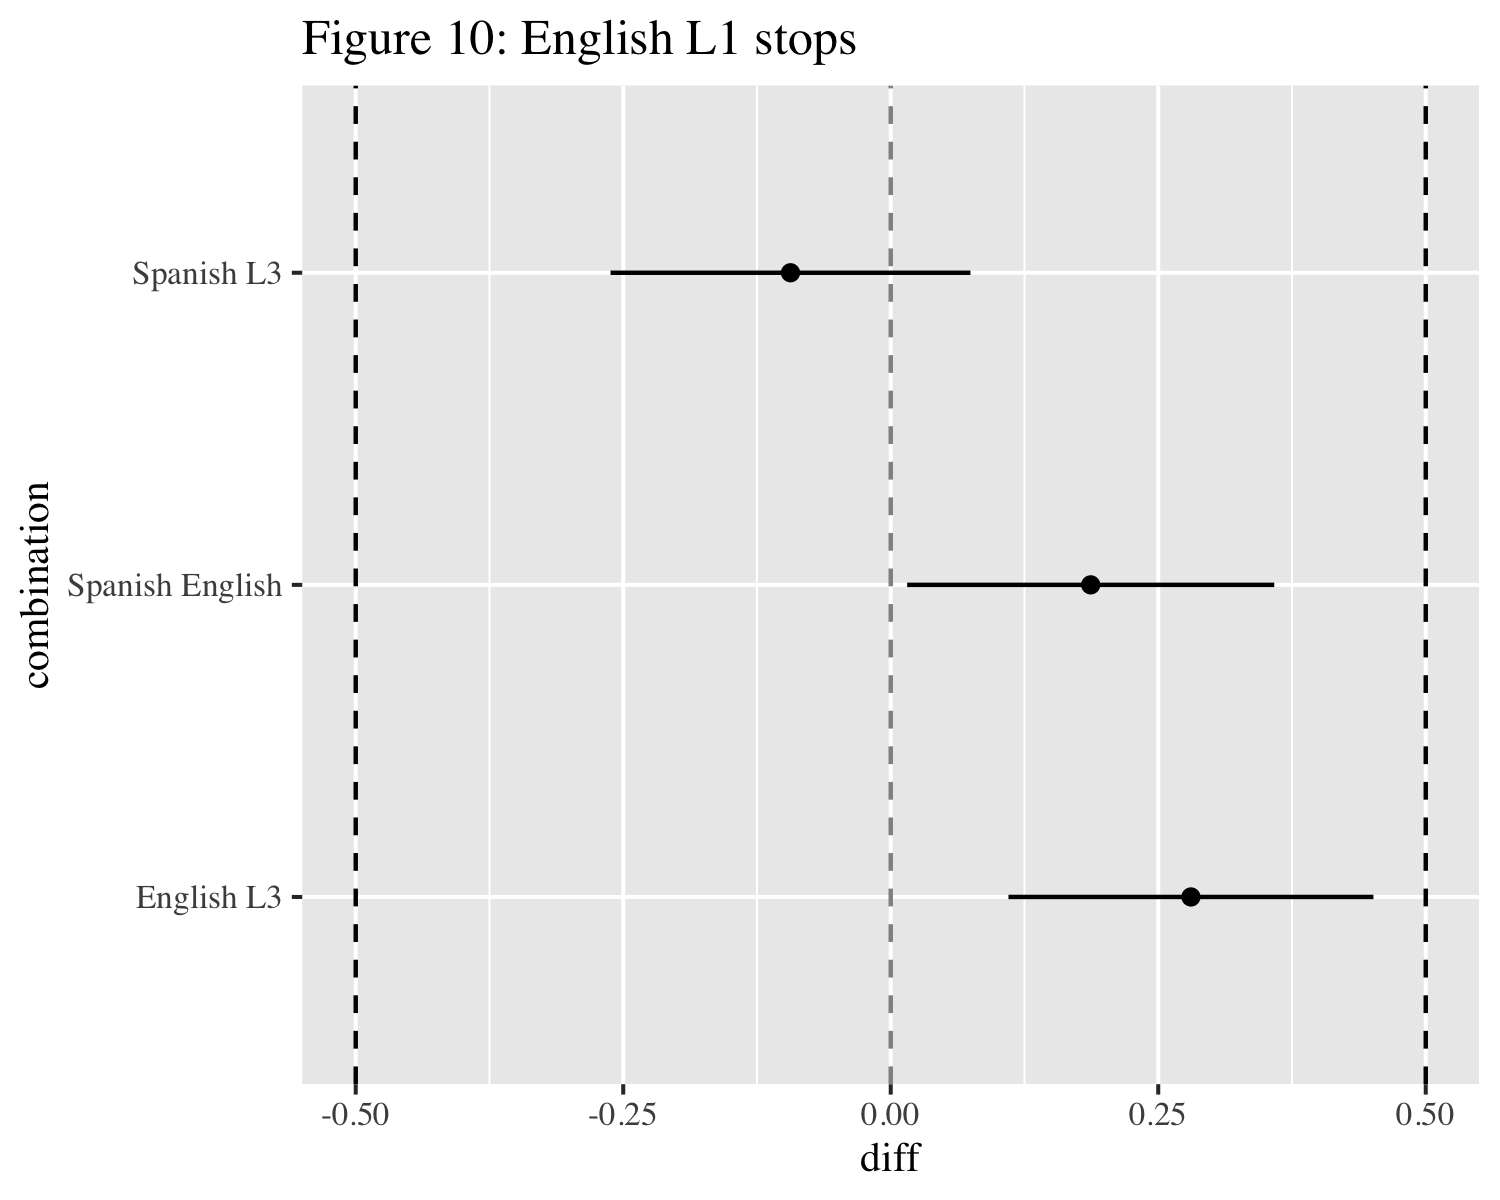 Figure 10: English L1 stops
combination
Spanish L3
Spanish English
English L3
-0.50 -0.25 0.00 0.25 0.50
diff